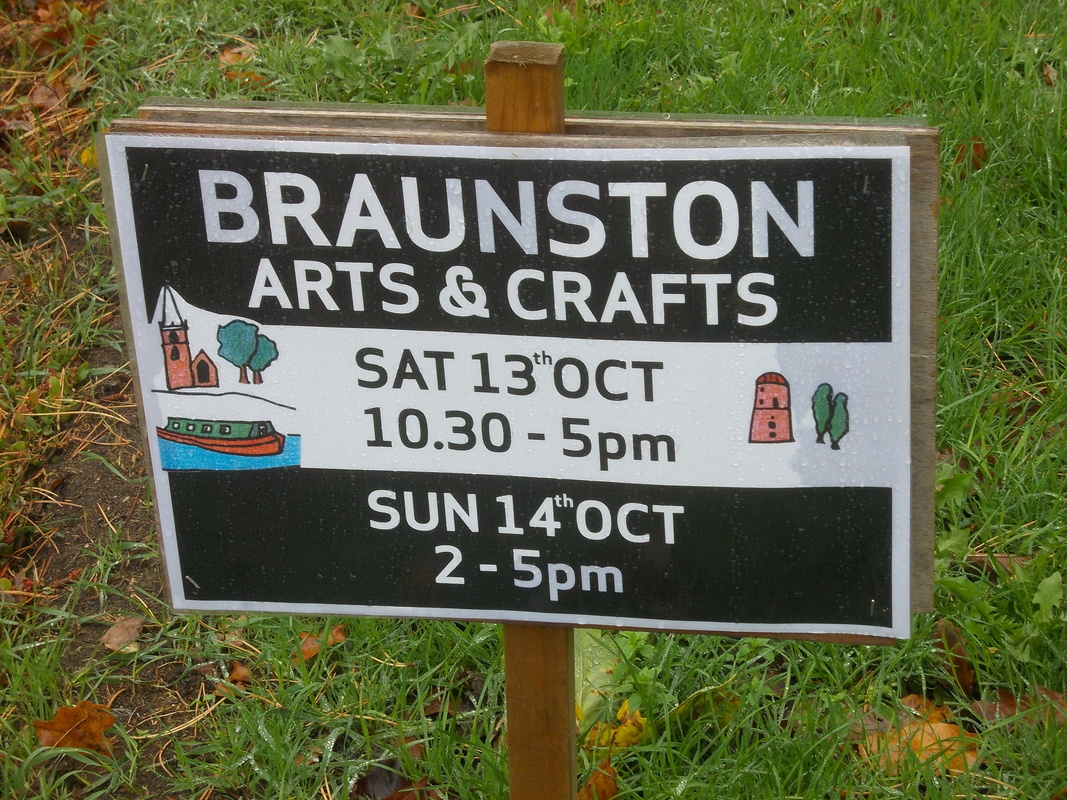 BRAUNSTON
ARTS & CRAFTS
SAT 13th OCT
10.30 - 5pm
SUN 14th OCT
2 - 5pm